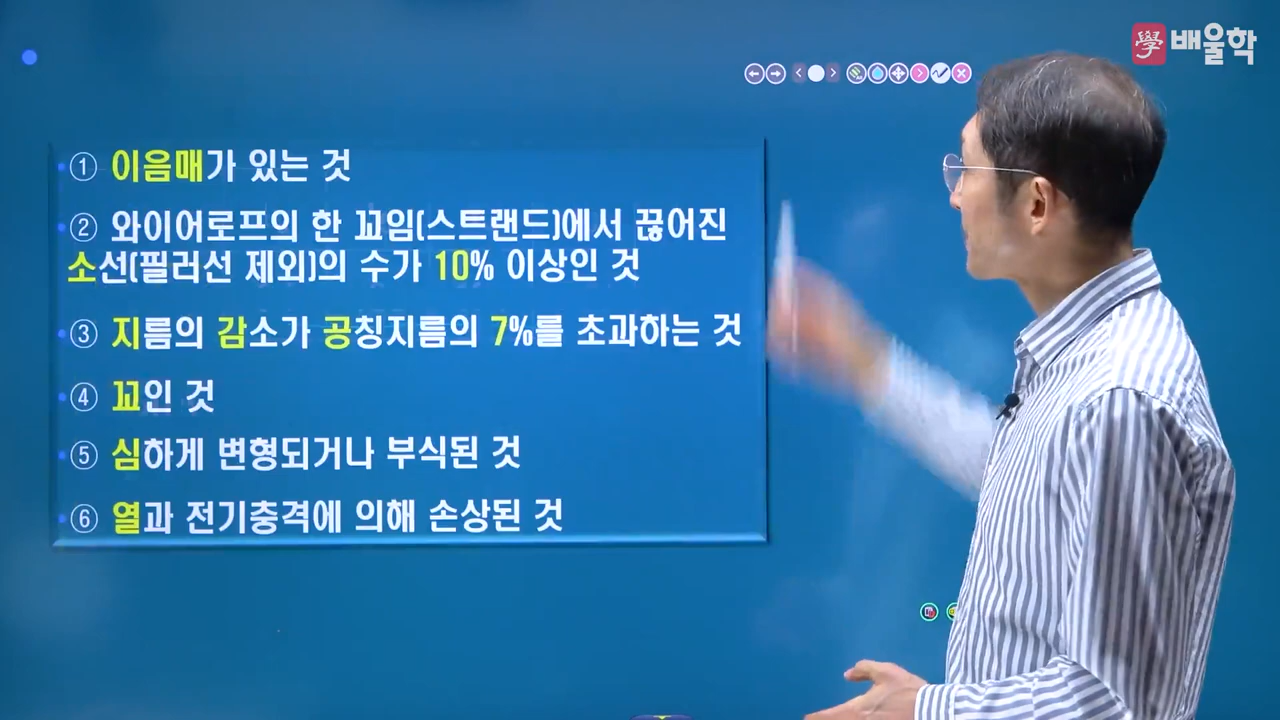 學 배울학
① 이음매가 있는 것
② 와이어로프의 한 꼬임(스트랜드)에서 끊어진
소선(필러선 제외)의 수가 10% 이상인 것
③ 지름의 감소가 공칭지름의 7%를 초과하는 것
④ 꼬인 것
⑤ 심하게 변형되거나 부식된 것
⑥ 열과 전기충격에 의해 손상된 것